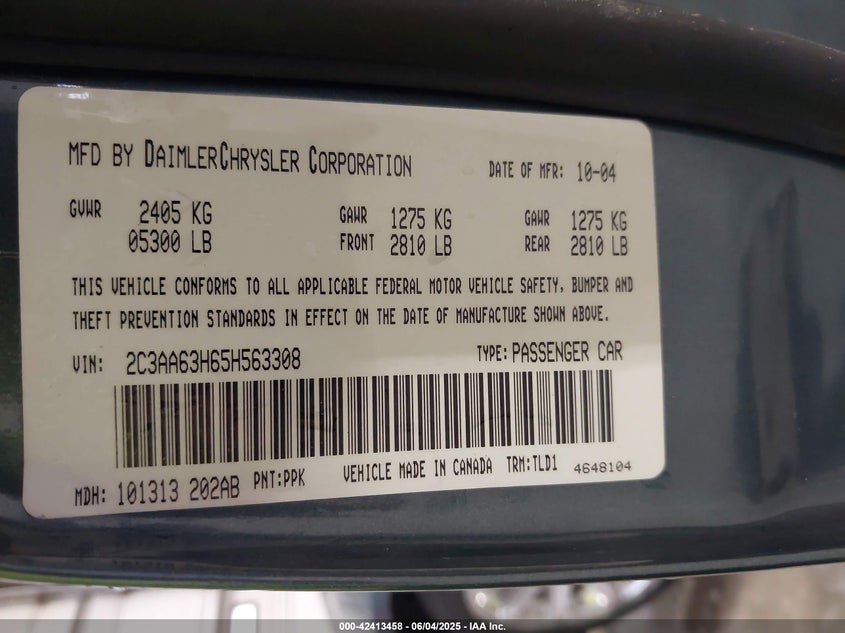 MFD BY DAIMLERCHRYSLER CORPORATION DATE OF MFR: 10-04
GVWR 2405 KG GAWR 1275 KG GAWR 1275 KG
05300 LB FRONT 2810 LB REAR 2810 LB
THIS VEHICLE CONFORMS TO ALL APPLICABLE FEDERAL MOTOR VEHICLE SAFETY, BUMPER AND
THEFT PREVENTION STANDARDS IN EFFECT ON THE DATE OF MANUFACTURE SHOWN ABOVE.
VIN: 2C3AA63H65H563308 TYPE: PASSENGER CAR
MDH: 101313 202AB PNT:PPK VEHICLE MADE IN CANADA TRM:TLD1 4648104
000-42413458 - 06/04/2025 - IAA Inc.